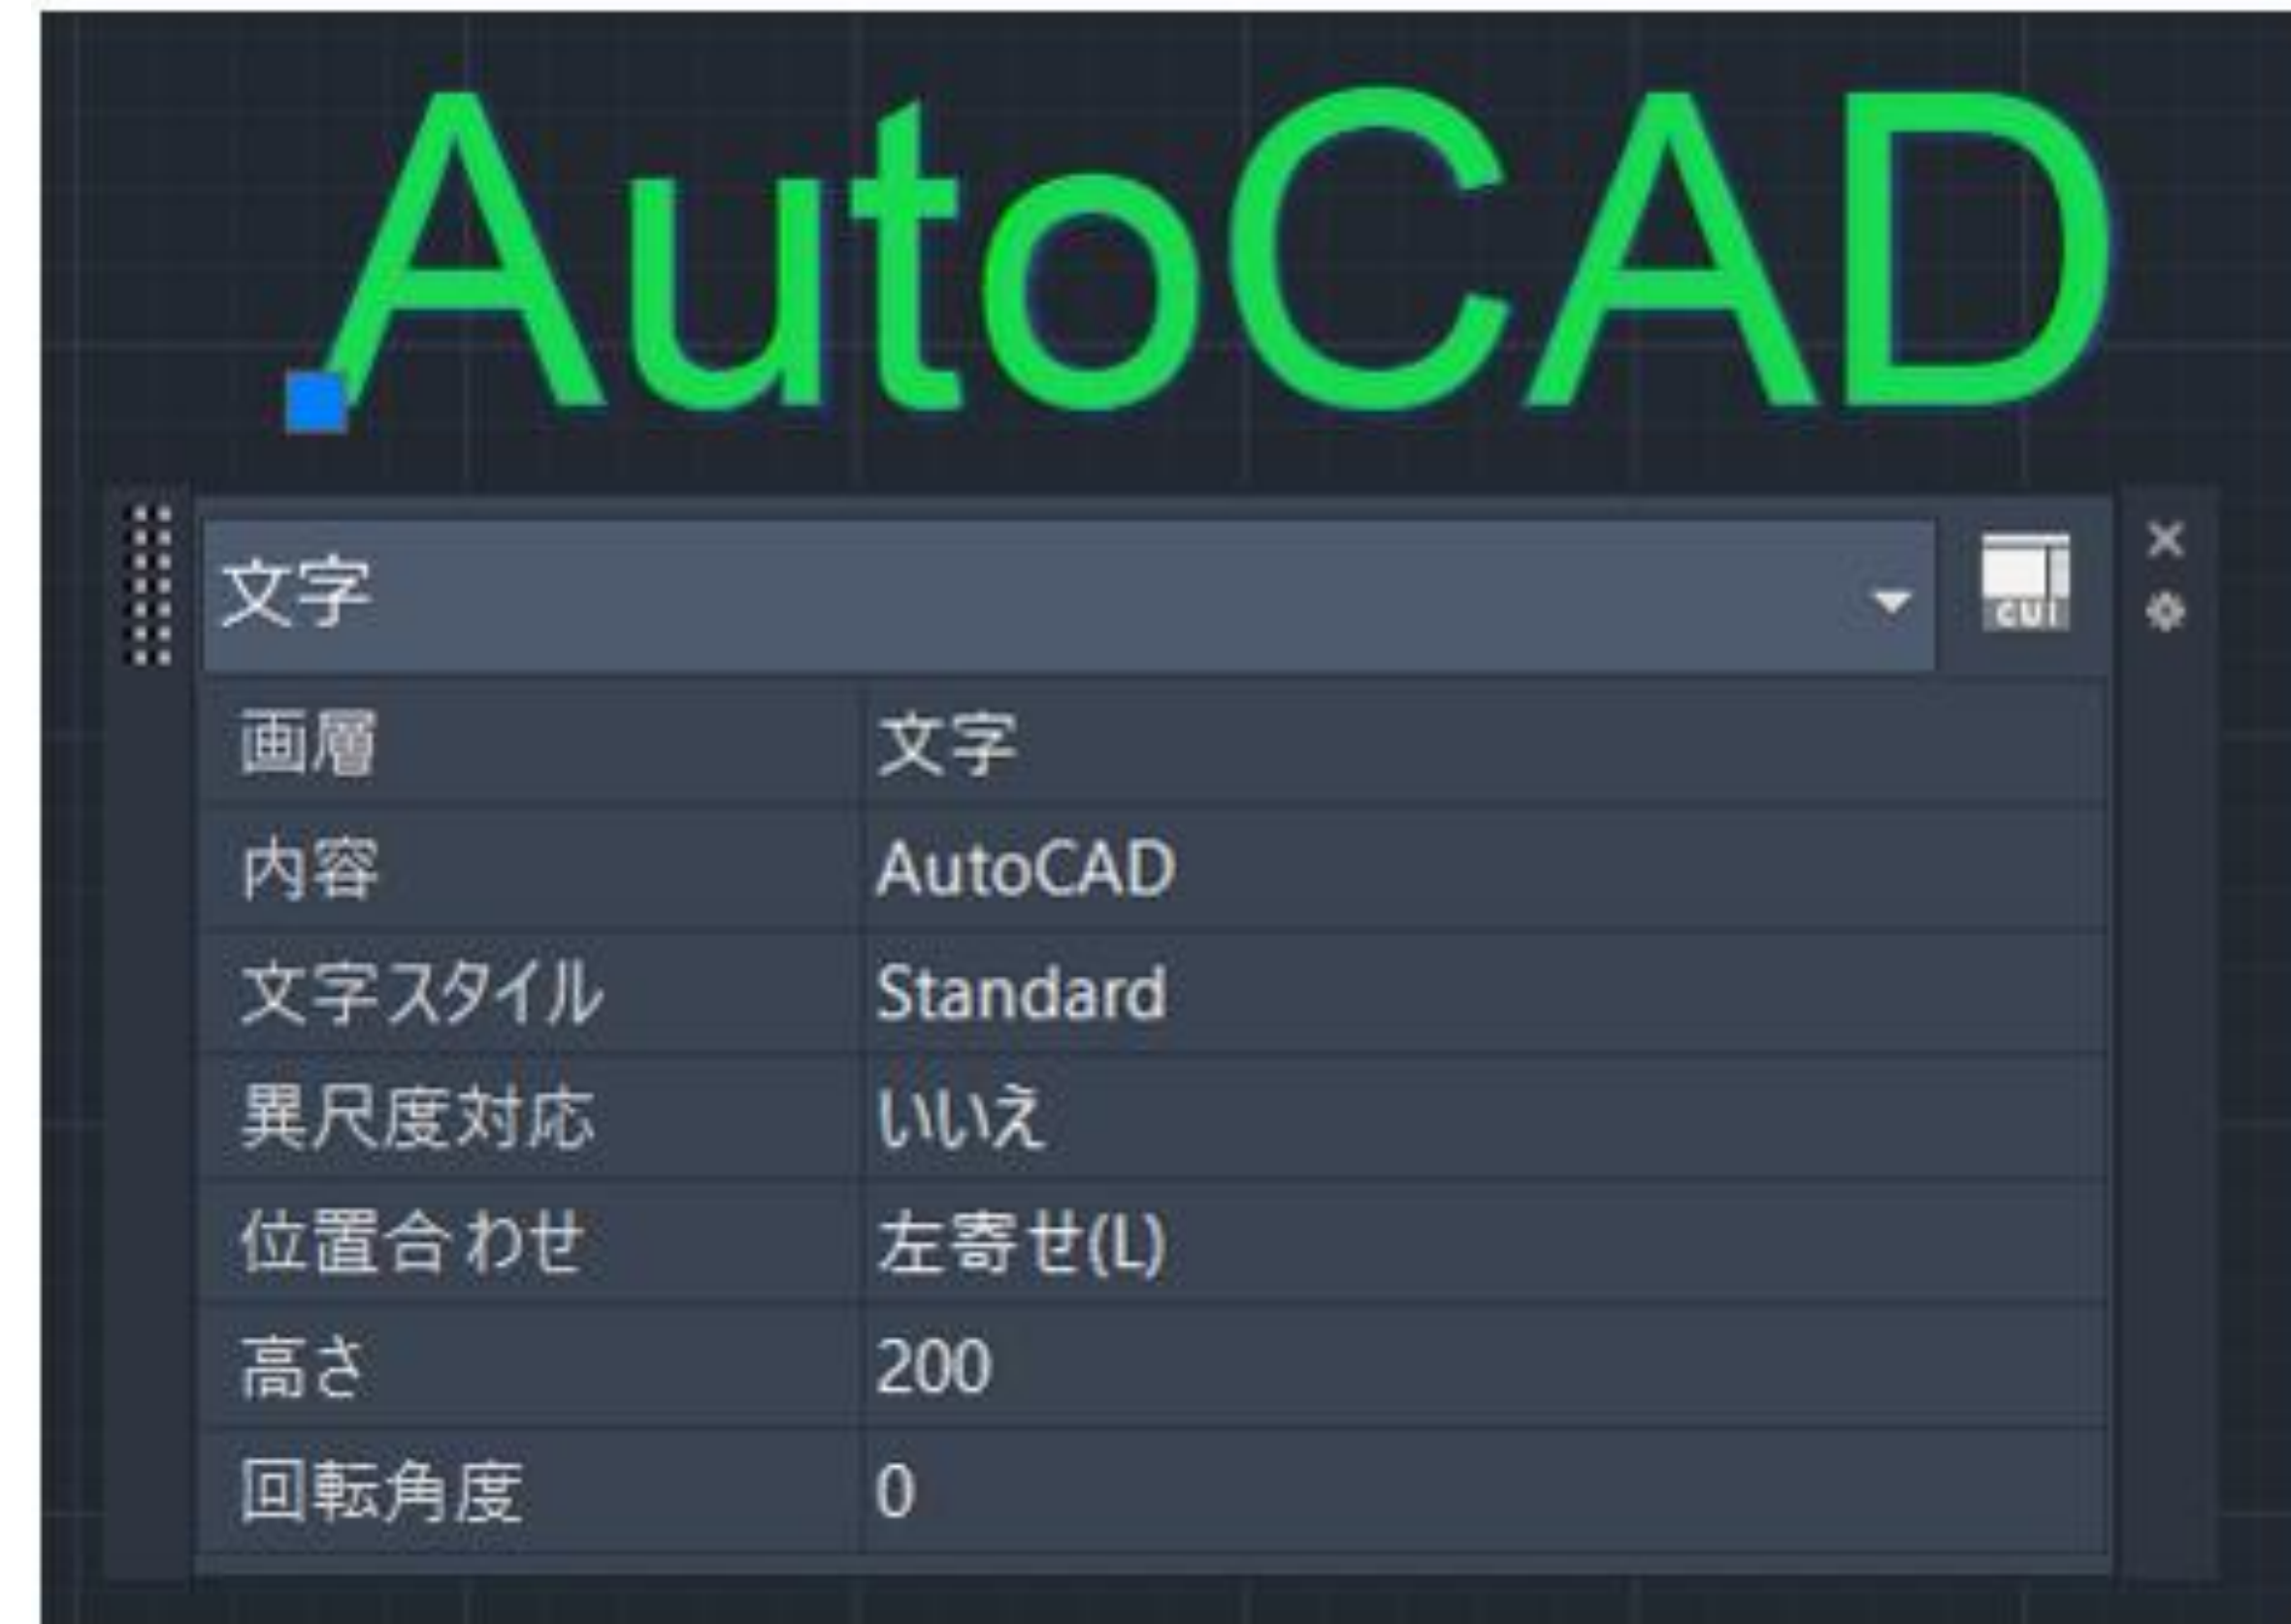 AutoCAD
文字
CUI
画層 文字
内容 AutoCAD
文字スタイル Standard
異尺度対応 いいえ
位置合わせ 左寄せ(L)
高さ 200
回転角度 0